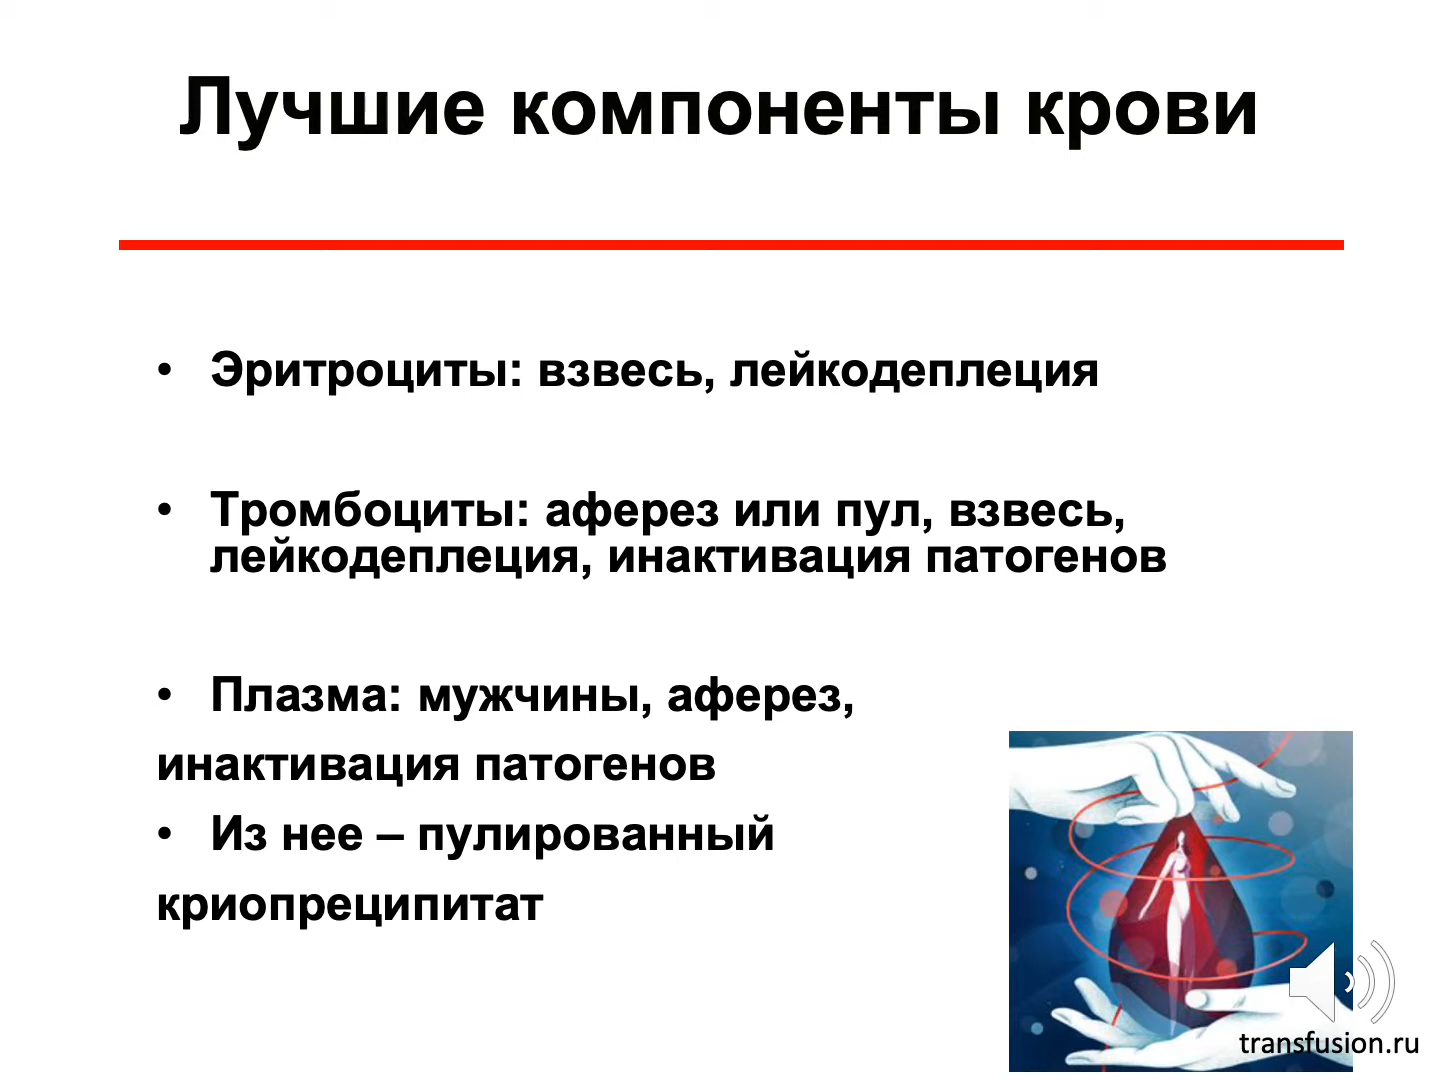 Лучшие компоненты крови
• Эритроциты: взвесь, лейкодеплеция
• Тромбоциты: аферез или пул, взвесь,
лейкодеплеция, инактивация патогенов
• Плазма: мужчины, аферез,
инактивация патогенов
• Из нее – пулированный
криопреципитат
transfusion.ru